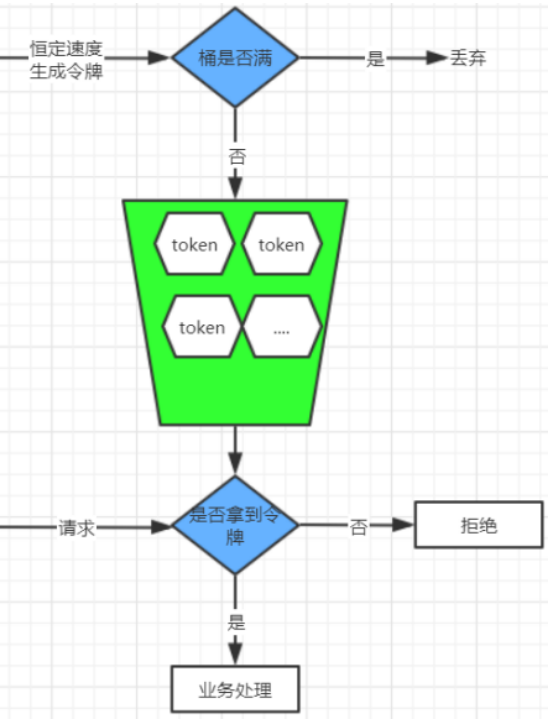 恒定速度
生成令牌
桶是否满
是
丢弃
否
token
token
token
....
请求
是否拿到令
牌
否
拒绝
是
业务处理